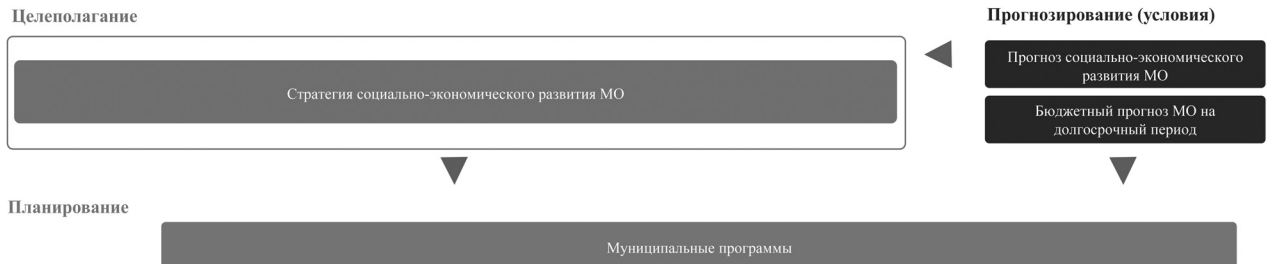 Целеполагание
Прогнозирование (условия)
Стратегия социально-экономического развития МО
Прогноз социально-экономического
развития МО
Бюджетный прогноз МО на
долгосрочный период
Планирование
Муниципальные программы